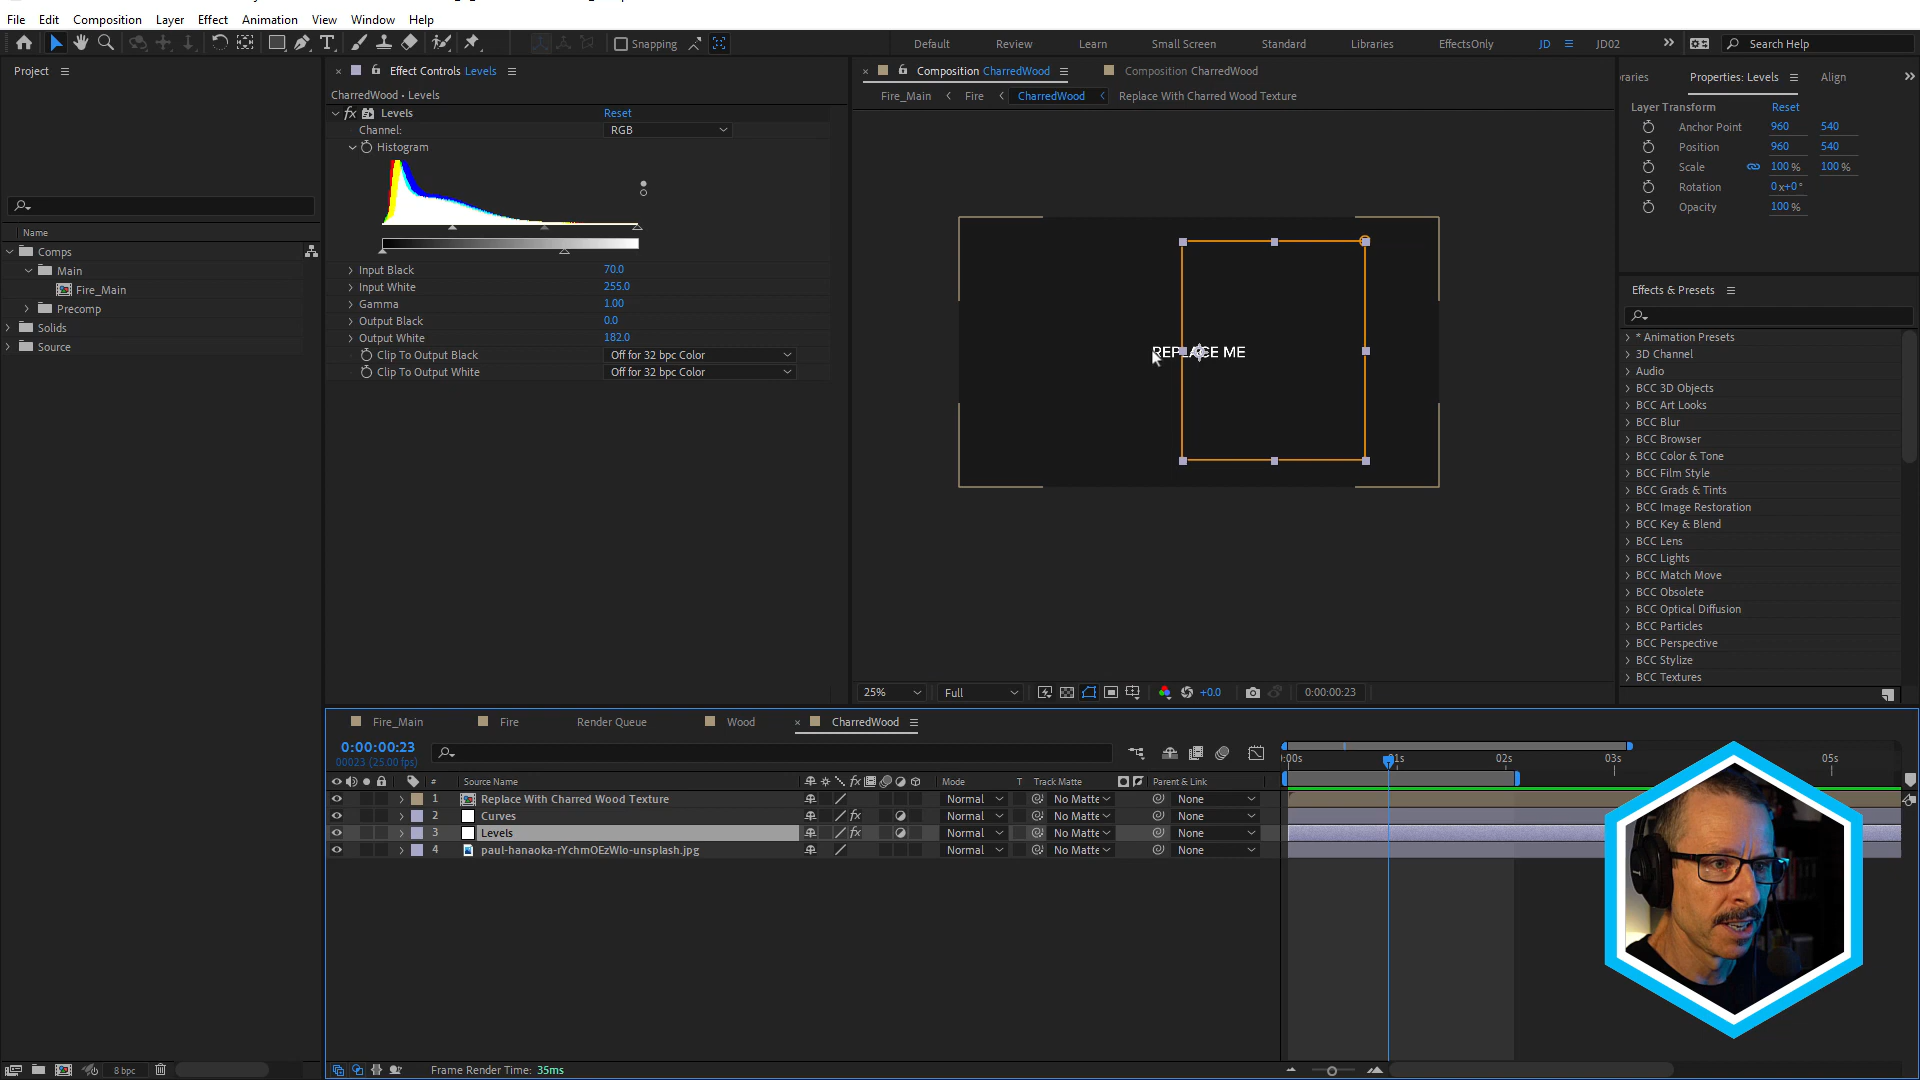 File Edit Composition Layer Effect Animation View Window Help
Snapping
Default Review Learn Small Screen Standard Libraries EffectsOnly JD JD02 Search Help
Project
Effect Controls Levels
Composition CharredWood
Composition CharredWood
raries Properties: Levels Align
CharredWood • Levels
Fire_Main Fire CharredWood Replace With Charred Wood Texture
Layer Transform Reset
fx Levels Reset
Channel: RGB
Histogram
Anchor Point 960 540
Position 960 540
Scale 100 % 100 %
Rotation 0x+0°
Opacity 100 %
Name
Comps
Main
Fire_Main
Precomp
Solids
Source
Input Black 70.0
Input White 255.0
Gamma 1.00
Output Black 0.0
Output White 182.0
Clip To Output Black Off for 32 bpc Color
Clip To Output White Off for 32 bpc Color
REPLACE ME
Effects & Presets
* Animation Presets
3D Channel
Audio
BCC 3D Objects
BCC Art Looks
BCC Blur
BCC Browser
BCC Color & Tone
BCC Film Style
BCC Grads & Tints
BCC Image Restoration
BCC Key & Blend
BCC Lens
BCC Lights
BCC Match Move
BCC Obsolete
BCC Optical Diffusion
BCC Particles
BCC Perspective
BCC Stylize
BCC Textures
25% Full +0.0 0:00:00:23
Fire_Main Fire Render Queue Wood CharredWood
0:00:00:23
00023 (25.00 fps)
:00s 01s 02s 03s 05s
# Source Name fx Mode T Track Matte Parent & Link
1 Replace With Charred Wood Texture Normal No Matte None
2 Curves fx Normal No Matte None
3 Levels fx Normal No Matte None
4 paul-hanaoka-rYchmOEzWlo-unsplash.jpg Normal No Matte None
8 bpc
Frame Render Time: 35ms